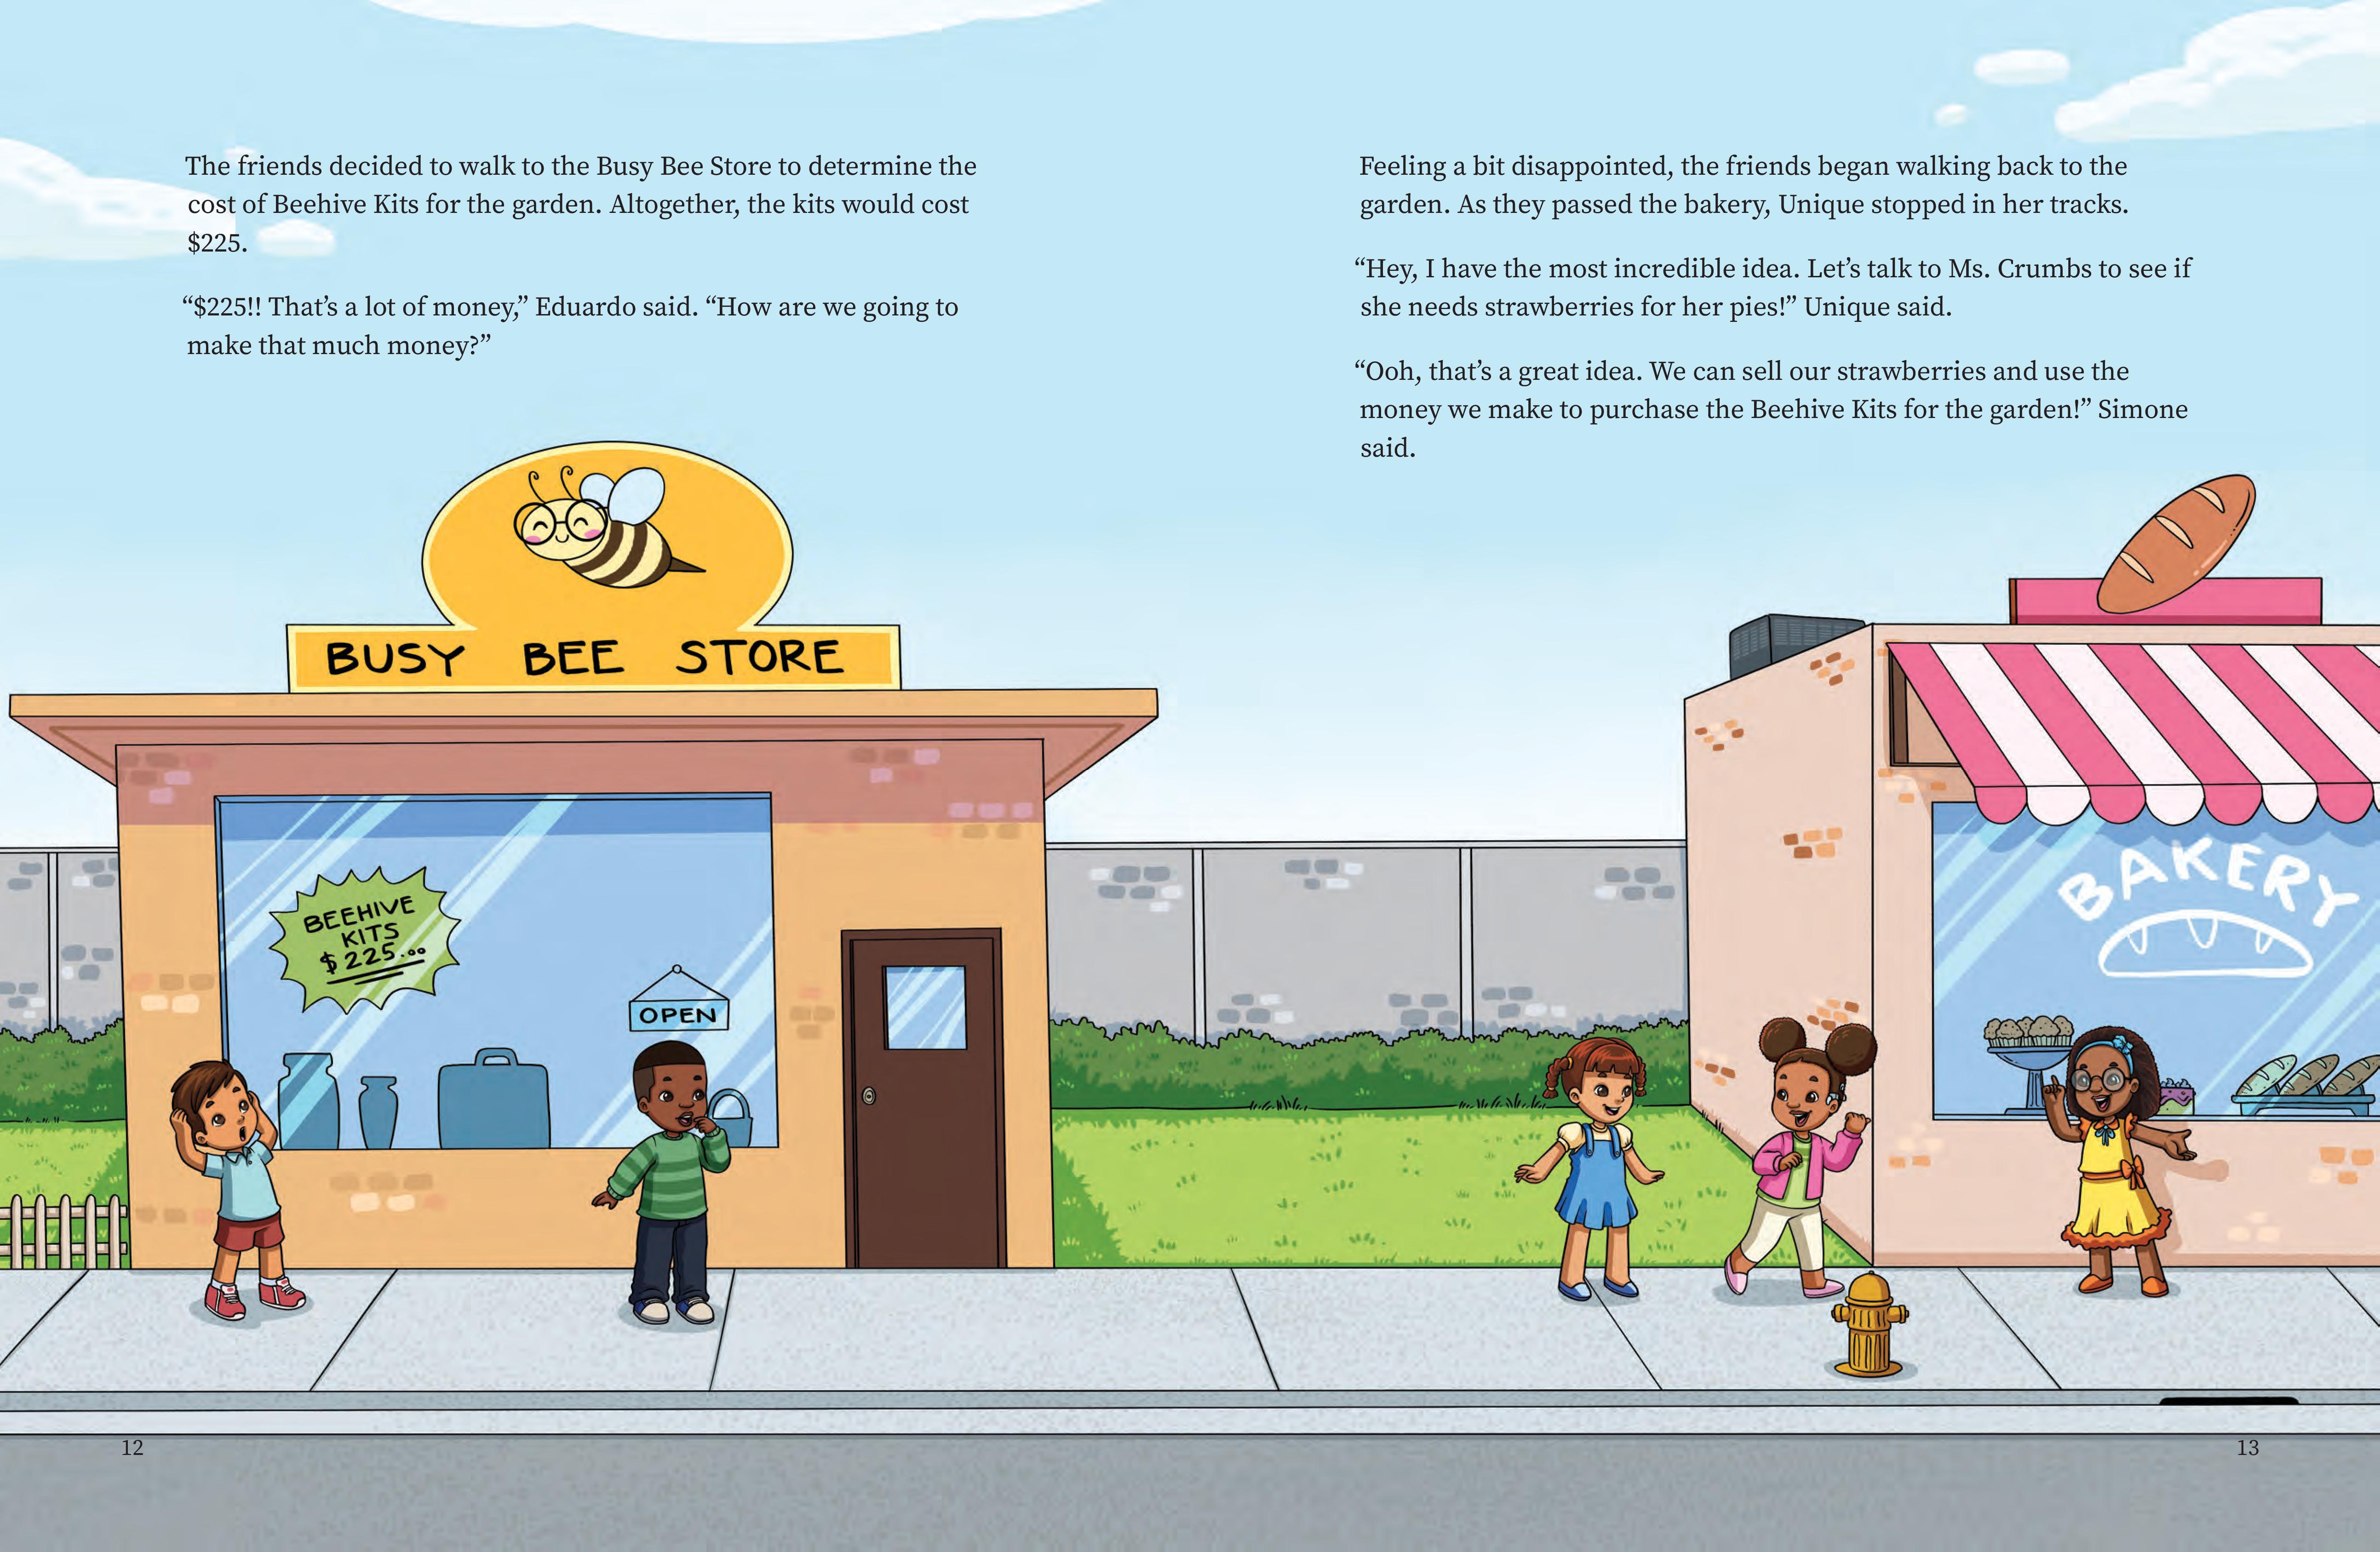 The friends decided to walk to the Busy Bee Store to determine the
cost of Beehive Kits for the garden. Altogether, the kits would cost
$225.
“$225!! That’s a lot of money,” Eduardo said. “How are we going to
make that much money?”
BUSY BEE STORE
BEEHIVE
KITS
$225.00
OPEN
12
Feeling a bit disappointed, the friends began walking back to the
garden. As they passed the bakery, Unique stopped in her tracks.
“Hey, I have the most incredible idea. Let’s talk to Ms. Crumbs to see if
she needs strawberries for her pies!” Unique said.
“Ooh, that’s a great idea. We can sell our strawberries and use the
money we make to purchase the Beehive Kits for the garden!” Simone
said.
BAKERY
13